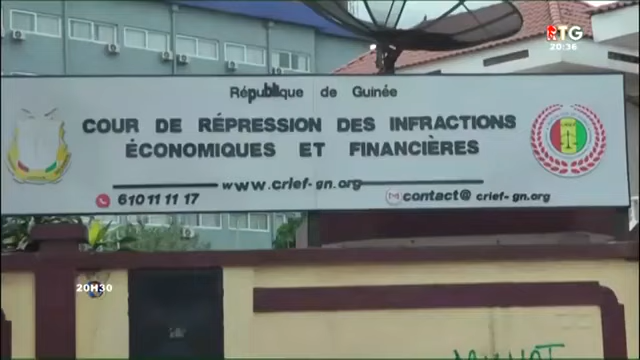 RTG
20:36
République de Guinée
COUR DE RÉPRESSION DES INFRACTIONS
ÉCONOMIQUES ET FINANCIÈRES
www.crief-gn.org
610 11 11 17
contact@crief-gn.org
20H30